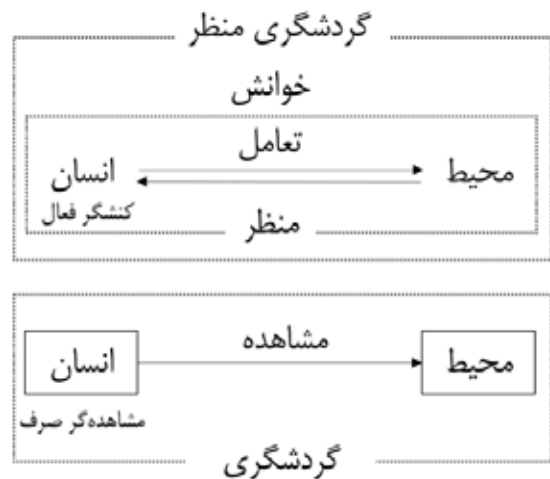 گردشگری منظر
خوانش
تعامل
انسان محیط
کنشگر فعال
منظر
مشاهده
انسان محیط
مشاهده‌گر صرف
گردشگری